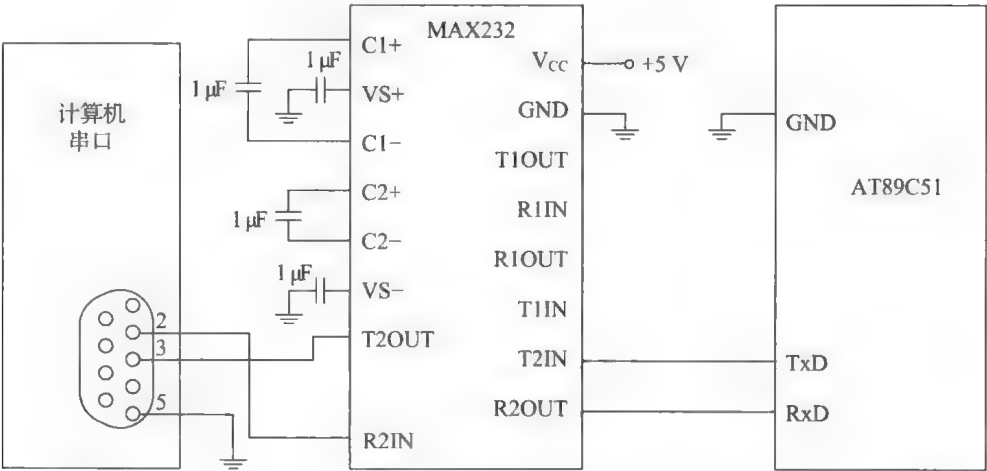 计算机
串口
2
3
5
1 μF
1 μF
1 μF
1 μF
MAX232
C1+
VS+
C1−
C2+
C2−
VS−
T2OUT
R2IN
VCC
GND
T1OUT
R1IN
R1OUT
T1IN
T2IN
R2OUT
+5 V
GND
AT89C51
TxD
RxD